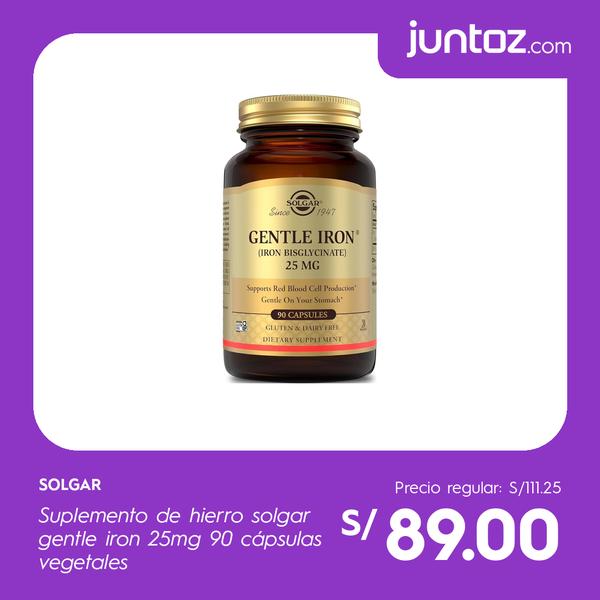 juntoz.com
SOLGAR®
Since 1947
GENTLE IRON®
(IRON BISGLYCINATE)
25 MG
Supports Red Blood Cell Production*
Gentle On Your Stomach*
90 CAPSULES
GLUTEN & DAIRY FREE
DIETARY SUPPLEMENT
SOLGAR
Suplemento de hierro solgar
gentle iron 25mg 90 cápsulas
vegetales
Precio regular: S/111.25
S/ 89.00